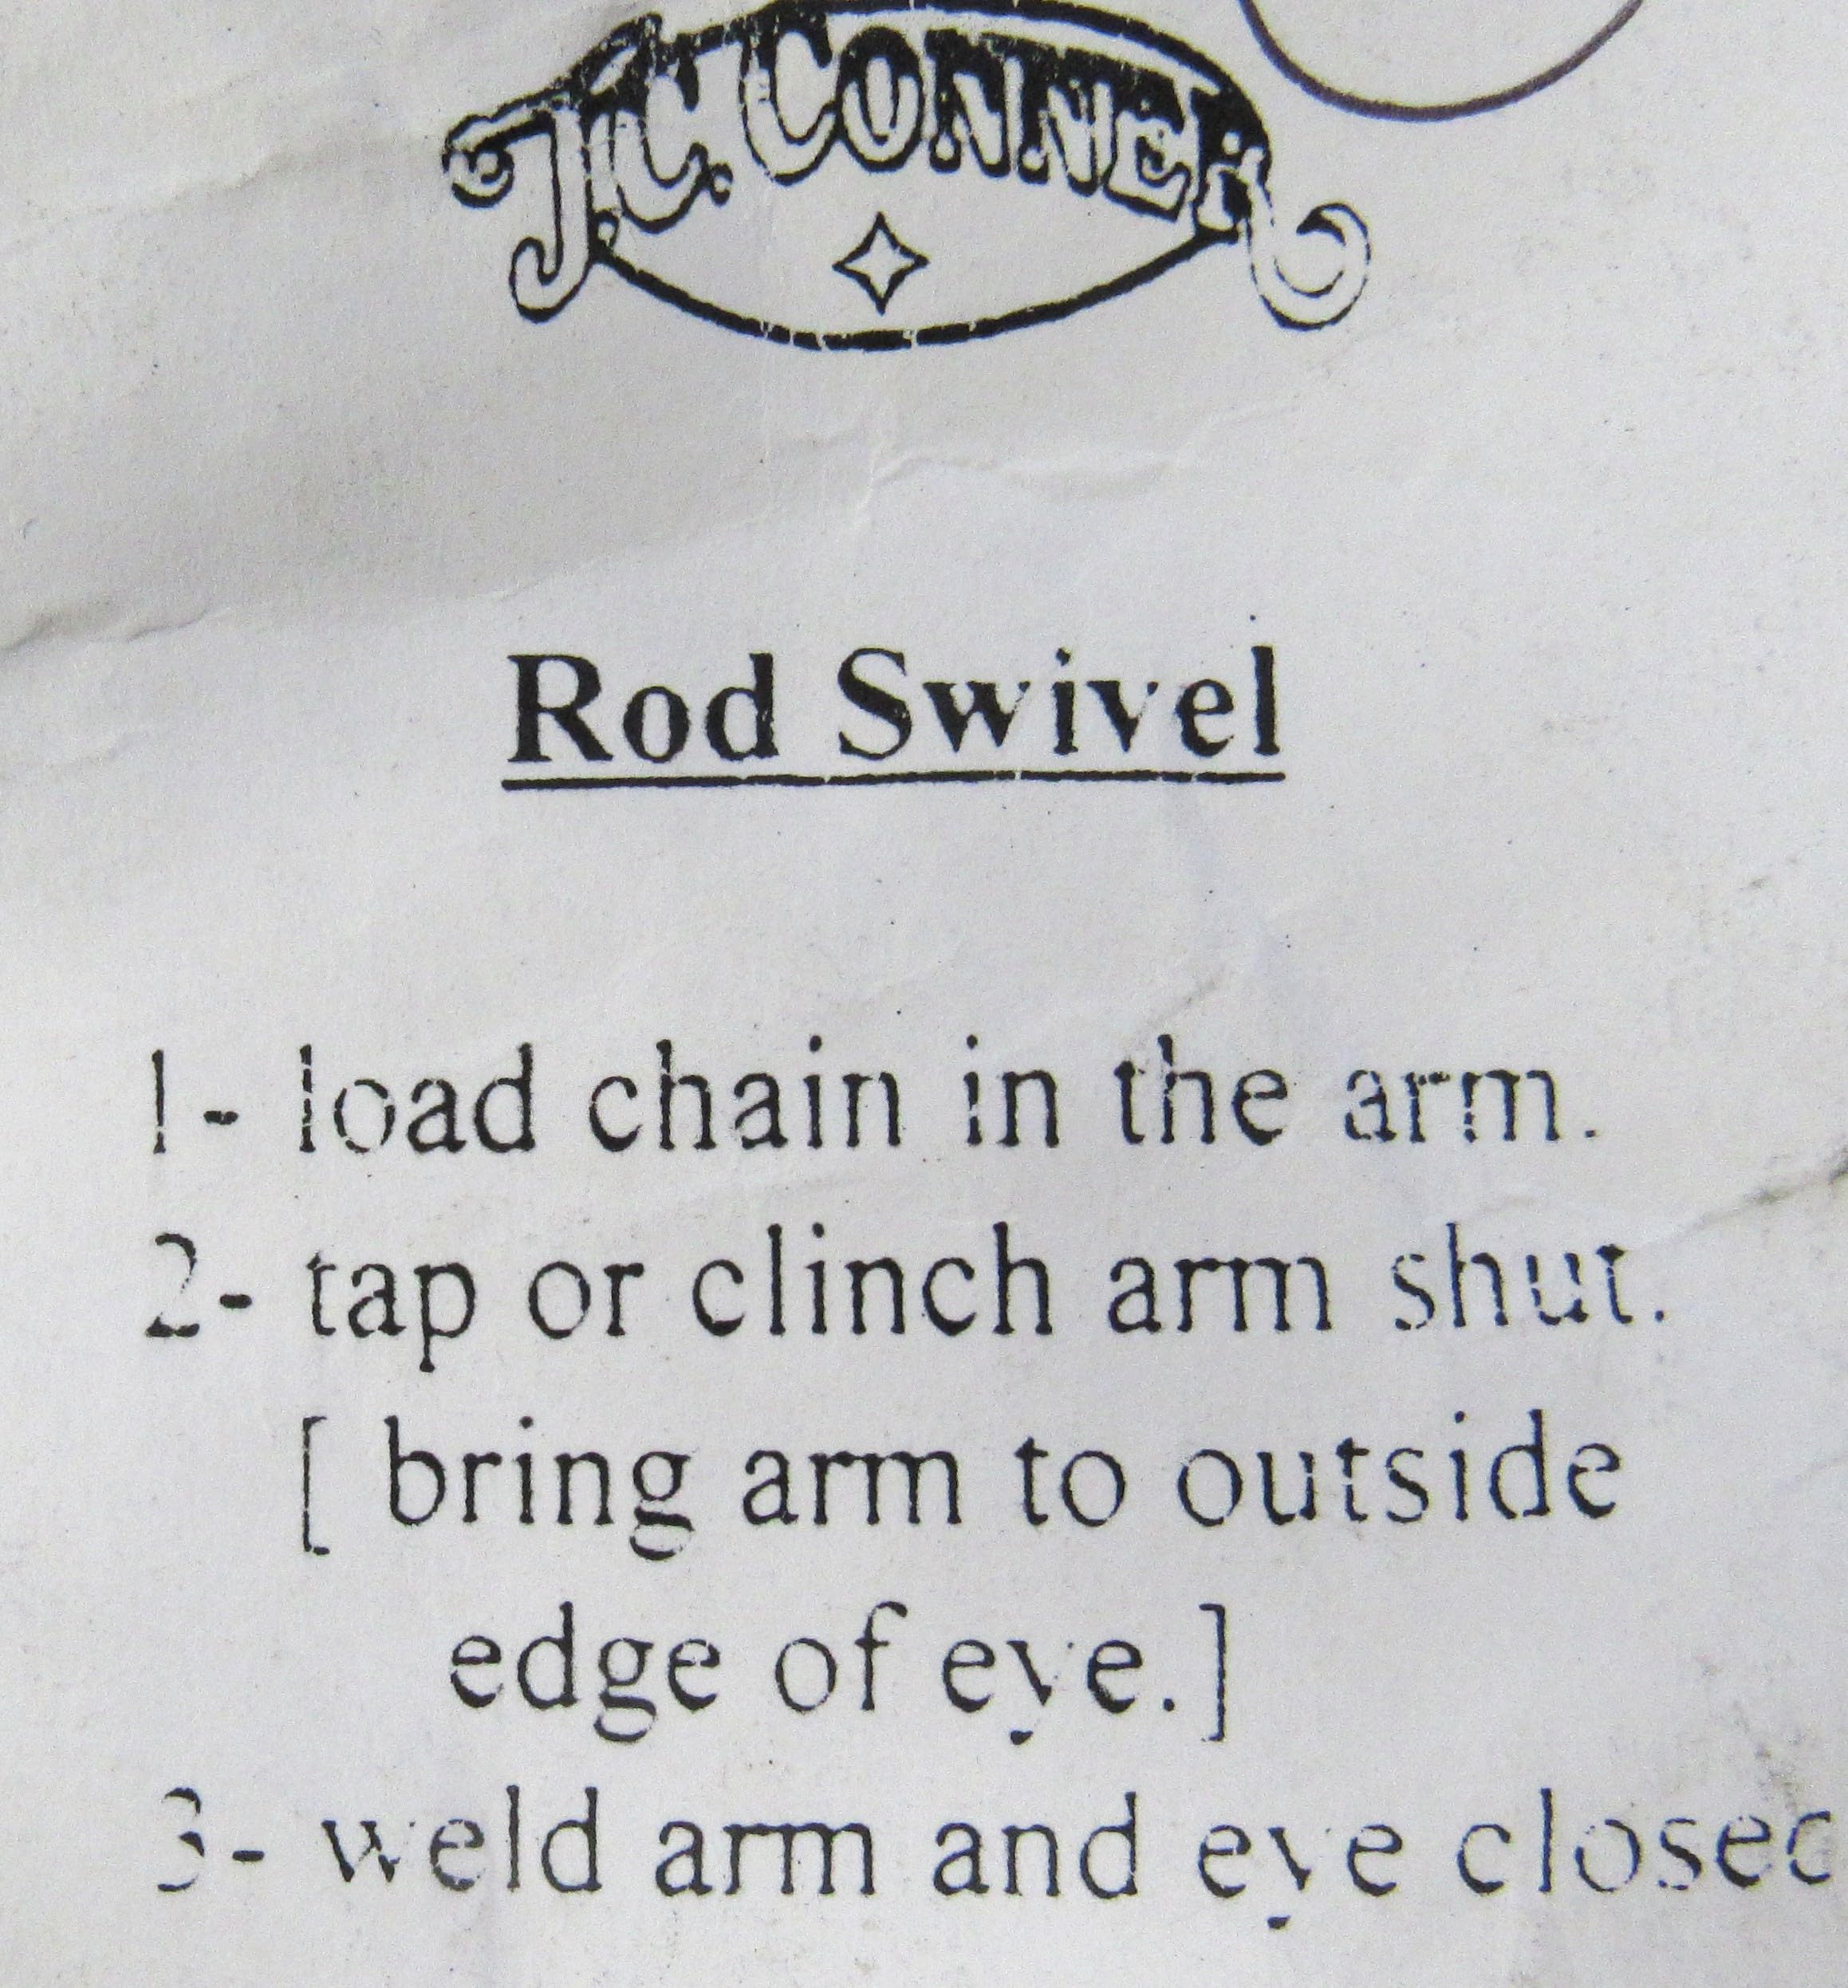 J.C. CONNER
Rod Swivel
1- load chain in the arm.
2- tap or clinch arm shut.
[ bring arm to outside
edge of eye.]
3- weld arm and eye closed